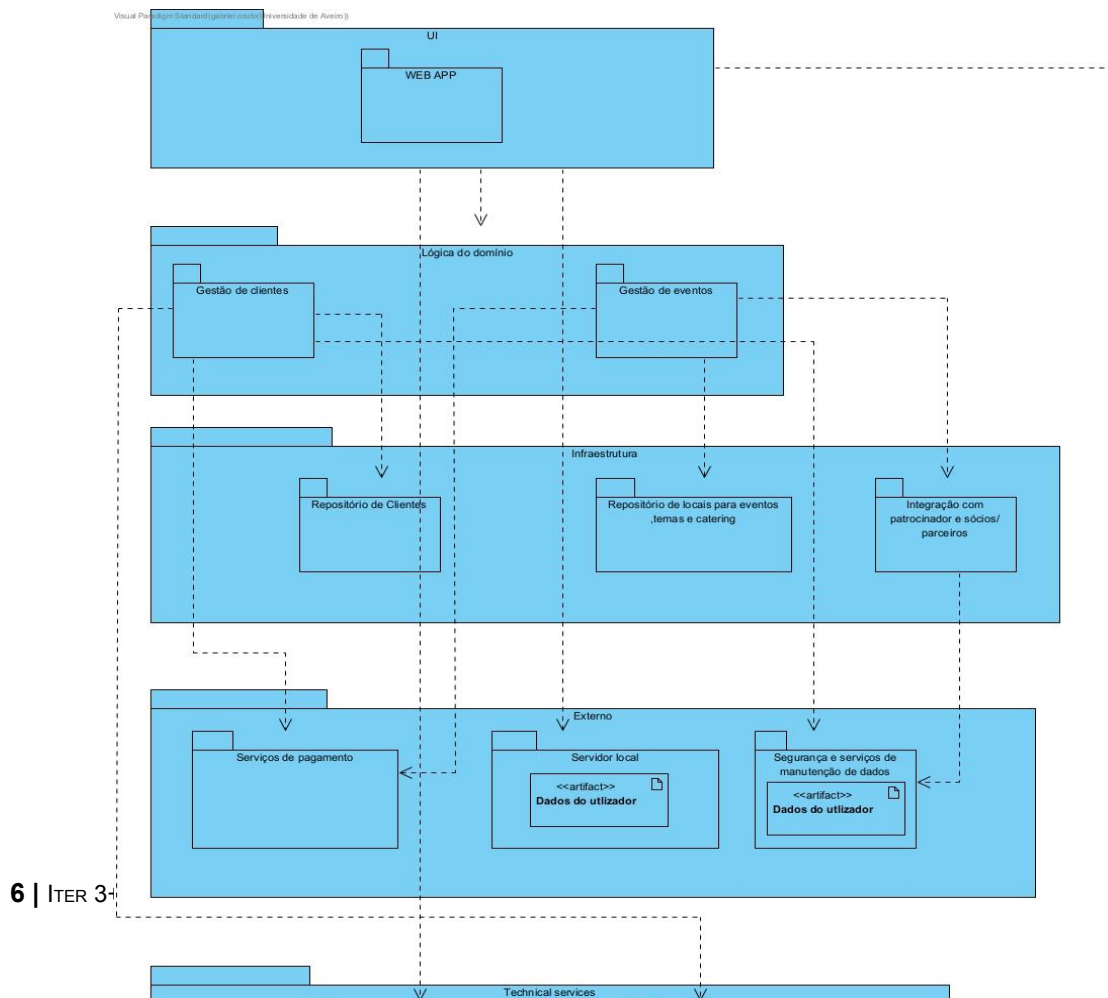 Visual Paradigm Standard(gabriel couto(Universidade de Aveiro))
UI
WEB APP
Lógica do domínio
Gestão de clientes
Gestão de eventos
Infraestrutura
Repositório de Clientes
Repositório de locais para eventos
,temas e catering
Integração com
patrocinador e sócios/
parceiros
Externo
Serviços de pagamento
Servidor local
<<artifact>>
Dados do utlizador
Segurança e serviços de
manutenção de dados
<<artifact>>
Dados do utlizador
6 | ITER 3
Technical services